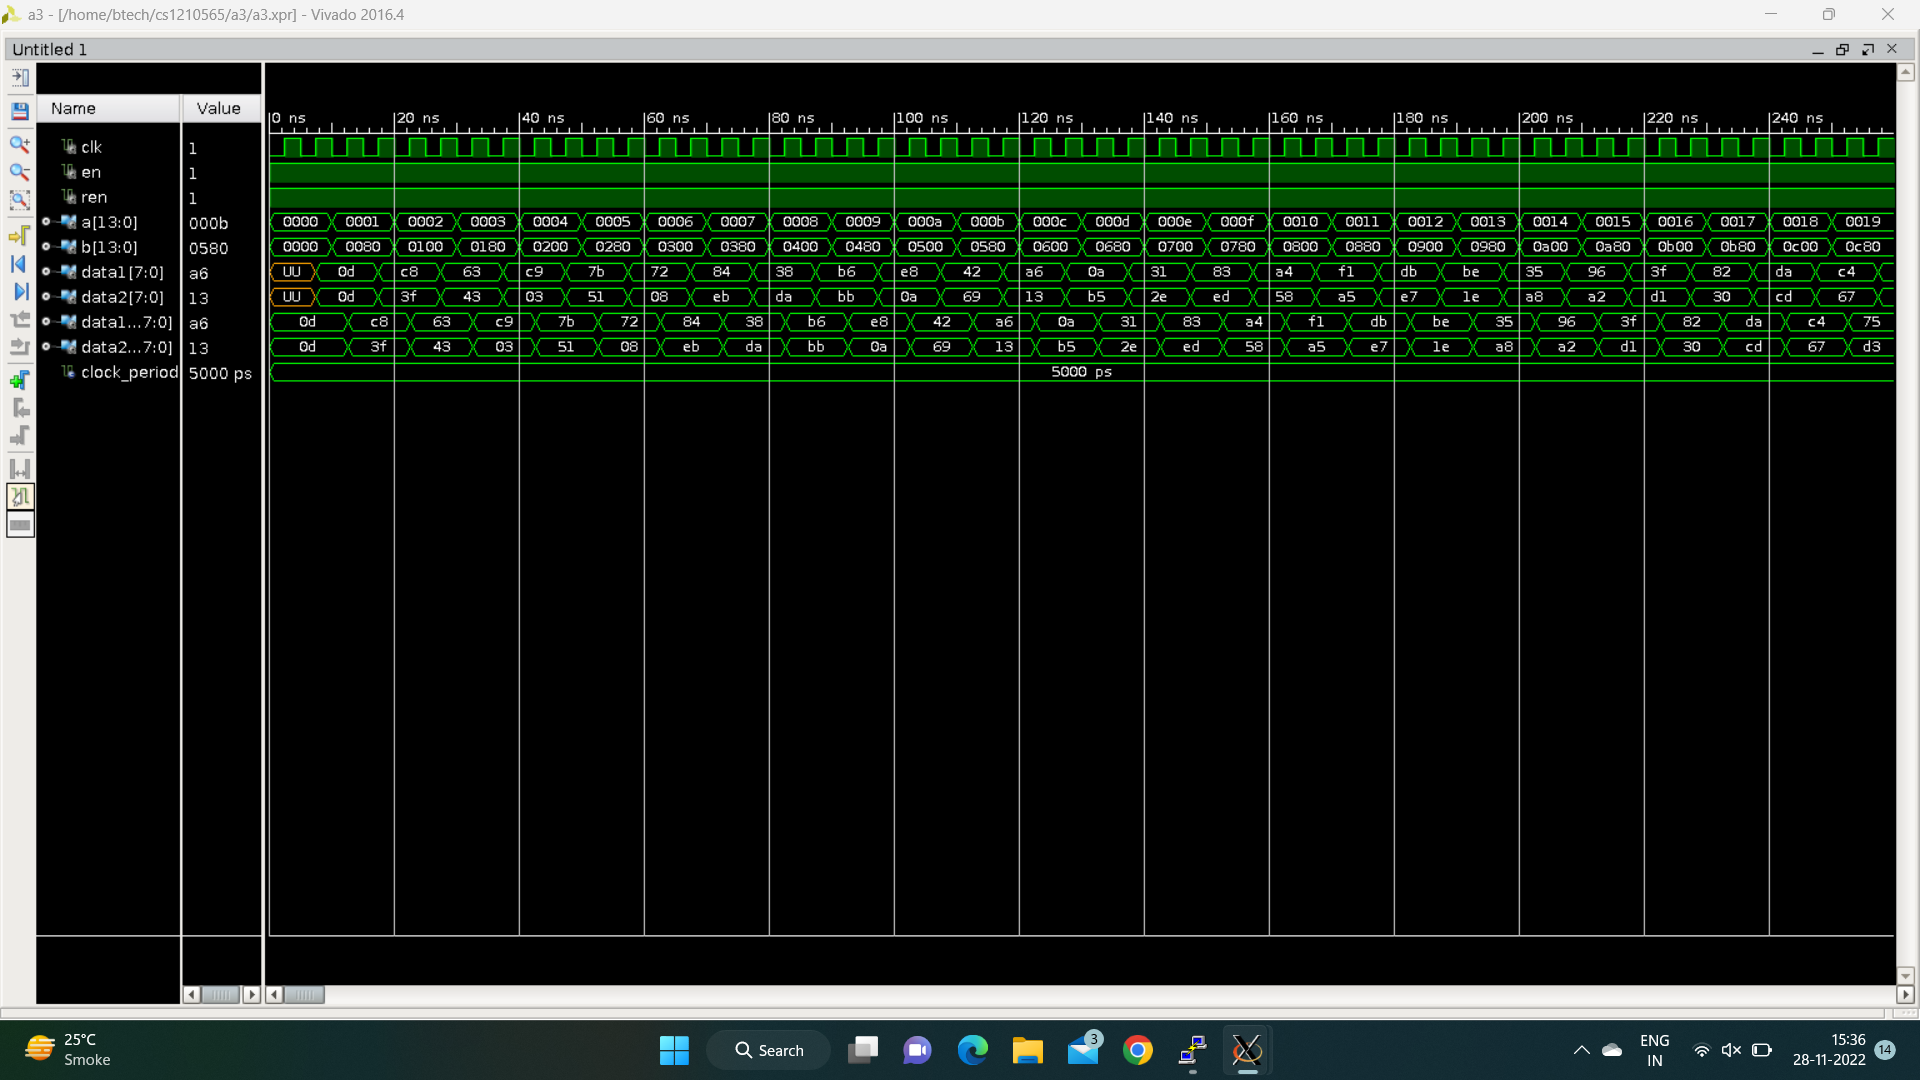 a3 - [/home/btech/cs1210565/a3/a3.xpr] - Vivado 2016.4
Untitled 1
Name Value
0 ns 20 ns 40 ns 60 ns 80 ns 100 ns 120 ns 140 ns 160 ns 180 ns 200 ns 220 ns 240 ns
clk 1
en 1
ren 1
a[13:0] 000b 0000 0001 0002 0003 0004 0005 0006 0007 0008 0009 000a 000b 000c 000d 000e 000f 0010 0011 0012 0013 0014 0015 0016 0017 0018 0019
b[13:0] 0580 0000 0080 0100 0180 0200 0280 0300 0380 0400 0480 0500 0580 0600 0680 0700 0780 0800 0880 0900 0980 0a00 0a80 0b00 0b80 0c00 0c80
data1[7:0] a6 UU 0d c8 63 c9 7b 72 84 38 b6 e8 42 a6 0a 31 83 a4 f1 db be 35 96 3f 82 da c4
data2[7:0] 13 UU 0d 3f 43 03 51 08 eb da bb 0a 69 13 b5 2e ed 58 a5 e7 1e a8 a2 d1 30 cd 67
data1...7:0] a6 0d c8 63 c9 7b 72 84 38 b6 e8 42 a6 0a 31 83 a4 f1 db be 35 96 3f 82 da c4 75
data2...7:0] 13 0d 3f 43 03 51 08 eb da bb 0a 69 13 b5 2e ed 58 a5 e7 1e a8 a2 d1 30 cd 67 d3
clock_period 5000 ps 5000 ps
25°C
Smoke
Search
3
ENG
IN
15:36
28-11-2022
14